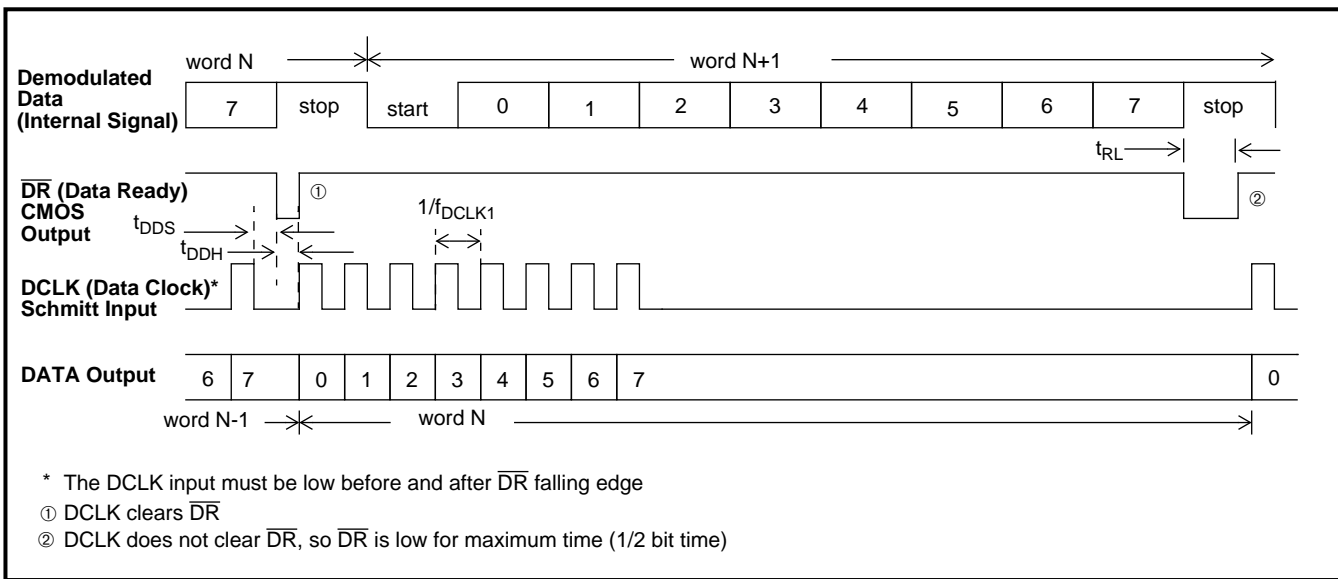 word N word N+1
Demodulated
Data
(Internal Signal)
7 stop start 0 1 2 3 4 5 6 7 stop
tRL
DR (Data Ready)
CMOS
Output
① ②
tDDS
tDDH
1/fDCLK1
DCLK (Data Clock)*
Schmitt Input
DATA Output
6 7 0 1 2 3 4 5 6 7 0
word N-1 word N
* The DCLK input must be low before and after DR falling edge
① DCLK clears DR
② DCLK does not clear DR, so DR is low for maximum time (1/2 bit time)